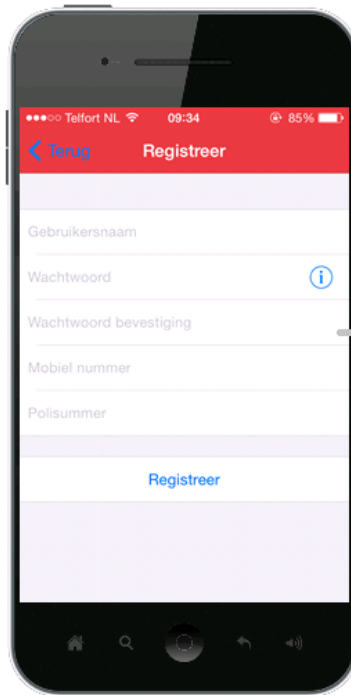 Telfort NL 09:34 85%
Terug Registreer
Gebruikersnaam
Wachtwoord
Wachtwoord bevestiging
Mobiel nummer
Polisummer
Registreer